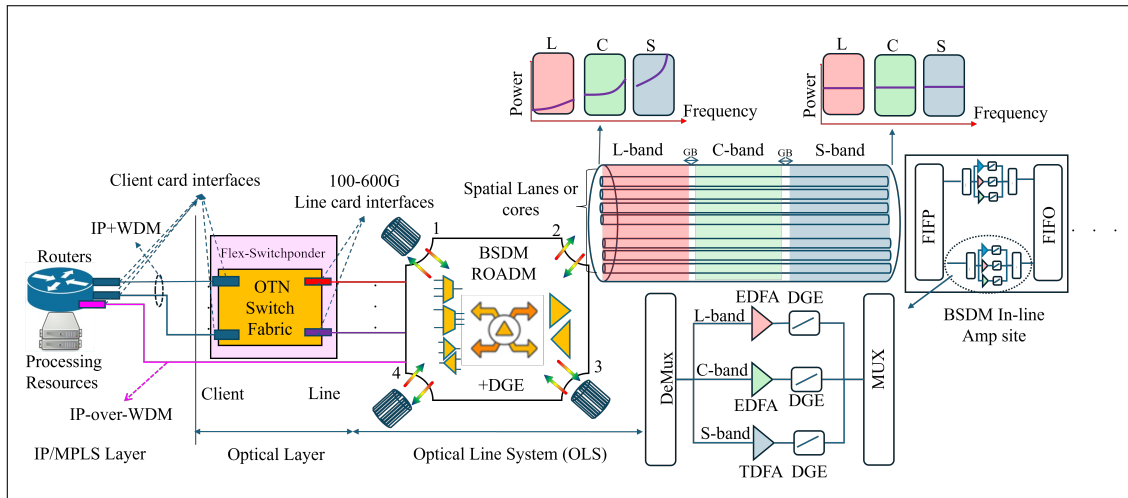 L C S
Power
Frequency
L C S
Power
Frequency
L-band GB C-band GB S-band
Spatial Lanes or
cores
FIFP
FIFO
. . . .
BSDM In-line
Amp site
Client card interfaces
100-600G
Line card interfaces
IP+WDM
Routers
Flex-Switchponder
OTN
Switch
Fabric
Processing
Resources
IP-over-WDM
Client
Line
1
2
3
4
BSDM
ROADM
+DGE
DeMux
L-band
EDFA DGE
C-band
EDFA DGE
S-band
TDFA DGE
MUX
IP/MPLS Layer
Optical Layer
Optical Line System (OLS)